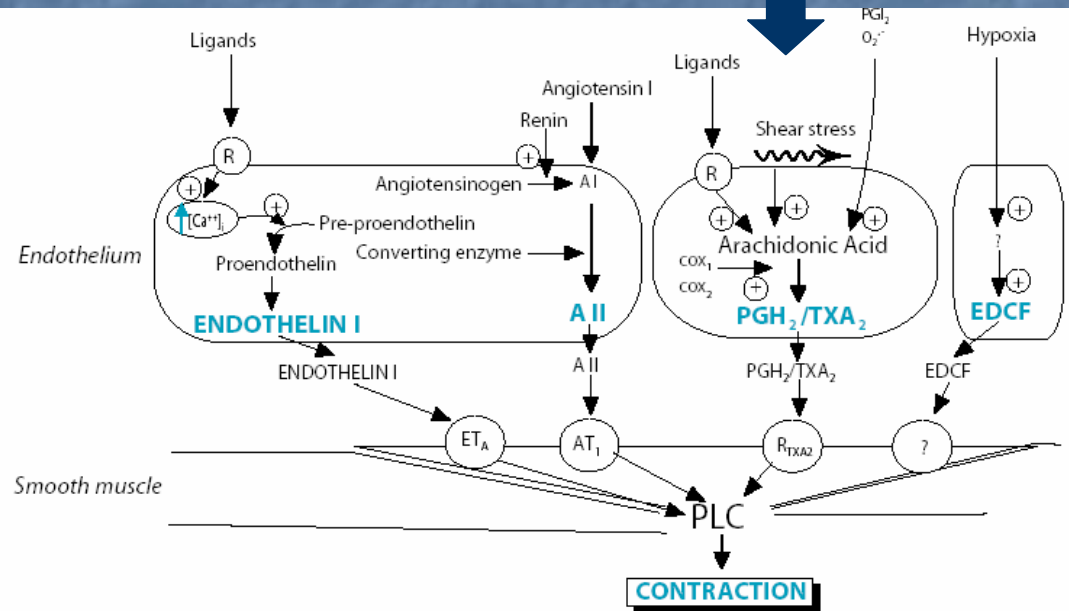 PGI₂
O₂·-
Ligands
Hypoxia
Ligands
Angiotensin I
Renin
Shear stress
R
+
R
+
Angiotensinogen
A I
+
[Ca⁺⁺]ᵢ
+
Pre-proendothelin
+
+
+
+
?
Endothelium
Proendothelin
Converting enzyme
Arachidonic Acid
COX₁
COX₂
+
+
ENDOTHELIN I
A II
PGH₂/TXA₂
EDCF
ENDOTHELIN I
A II
PGH₂/TXA₂
EDCF
ETA
AT₁
RTXA2
?
Smooth muscle
PLC
CONTRACTION